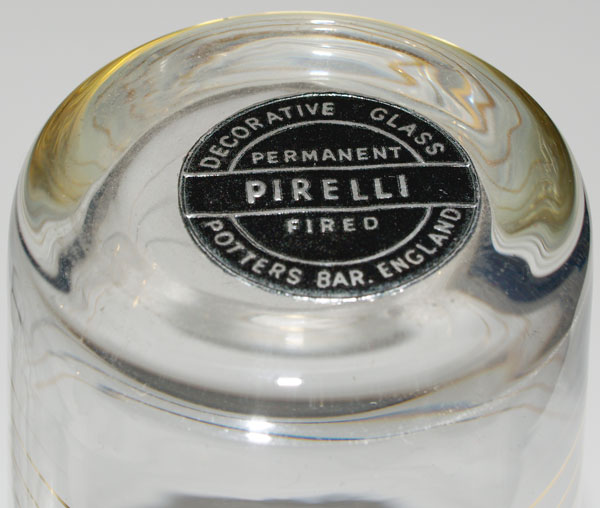 DECORATIVE GLASS
PERMANENT
PIRELLI
FIRED
POTTERS BAR. ENGLAND